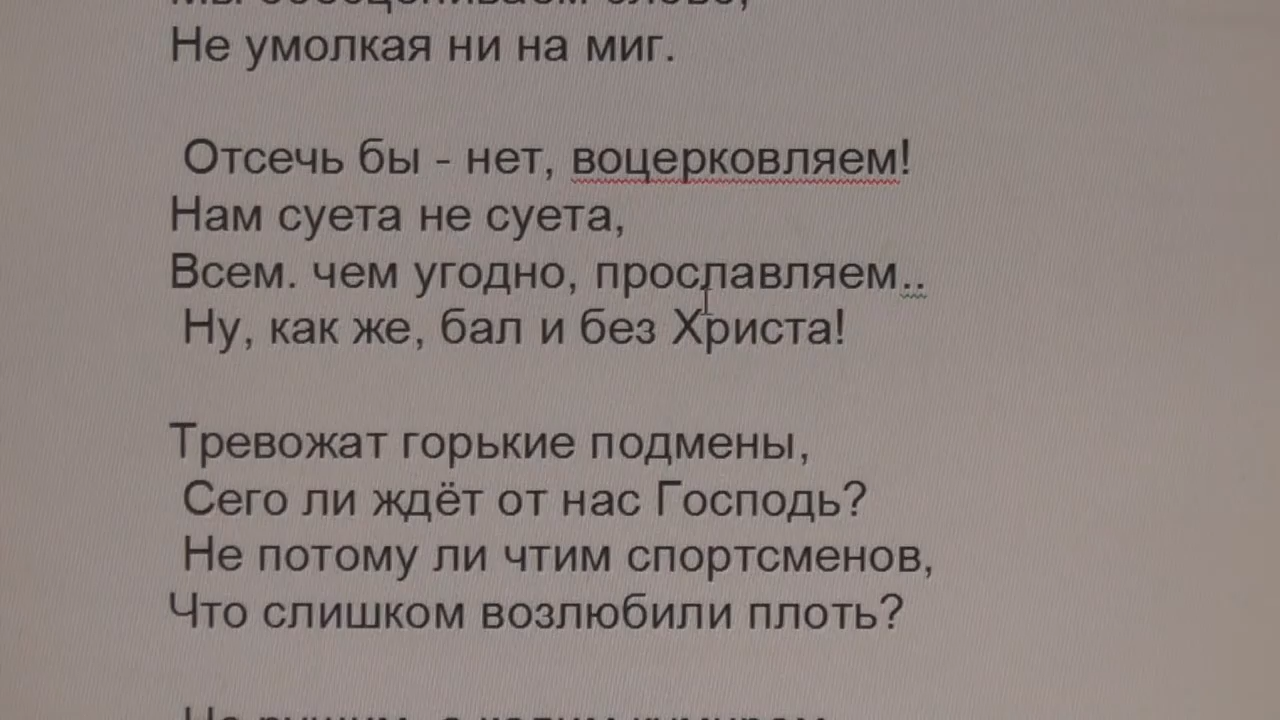 Не умолкая ни на миг.
Отсечь бы - нет, воцерковляем!
Нам суета не суета,
Всем. чем угодно, прославляем..
Ну, как же, бал и без Христа!
Тревожат горькие подмены,
Сего ли ждёт от нас Господь?
Не потому ли чтим спортсменов,
Что слишком возлюбили плоть?